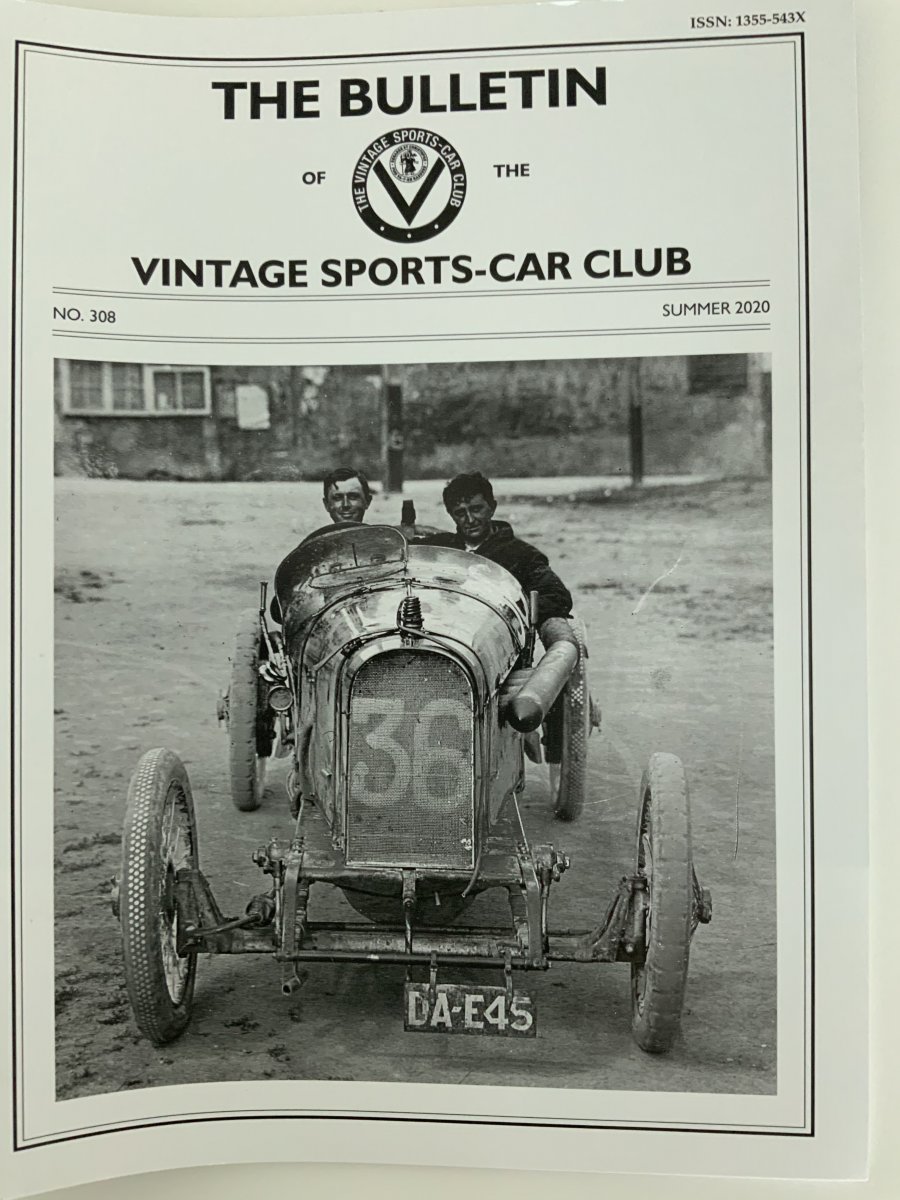 ISSN: 1355-543X
THE BULLETIN
OF THE
THE VINTAGE SPORTS-CAR CLUB
VINTAGE SPORTS-CAR CLUB
NO. 308
SUMMER 2020
36
DA-E45